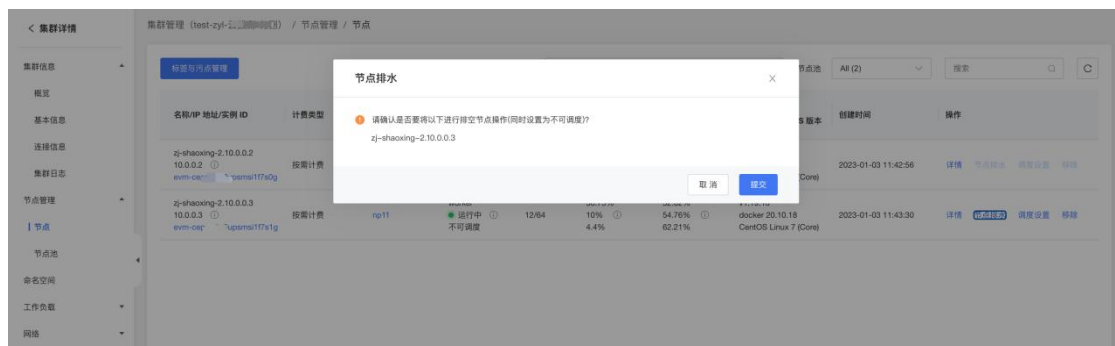 < 集群详情
集群管理 (test-zyl- / 节点管理 / 节点
集群信息
概览
基本信息
连接信息
集群日志
节点管理
节点
节点池
命名空间
工作负载
网络
标签与污点管理
节点池 All (2) 搜索
名称/IP 地址/实例 ID 计费类型 S 版本 创建时间 操作
节点排水
请确认是否要将以下进行排空节点操作(同时设置为不可调度)?
zj-shaoxing-2.10.0.0.3
取消 提交
zj-shaoxing-2.10.0.0.2
10.0.0.2 按需计费 (Core) 2023-01-03 11:42:56 详情 节点排水 调度设置 移除
zj-shaoxing-2.10.0.0.3
10.0.0.3 按需计费 np11 运行中 12/64 10% 54.76% docker 20.10.18 2023-01-03 11:43:30 详情 节点排水 调度设置 移除
不可调度 4.4% 62.21% CentOS Linux 7 (Core)